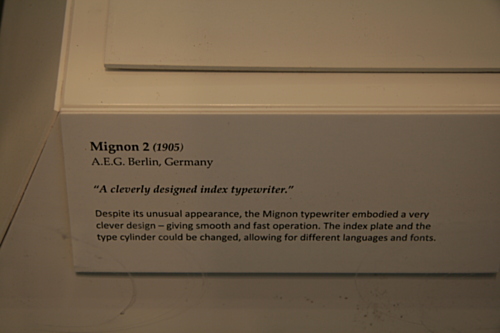 Mignon 2 (1905)
A.E.G. Berlin, Germany
"A cleverly designed index typewriter."
Despite its unusual appearance, the Mignon typewriter embodied a very
clever design – giving smooth and fast operation. The index plate and the
type cylinder could be changed, allowing for different languages and fonts.